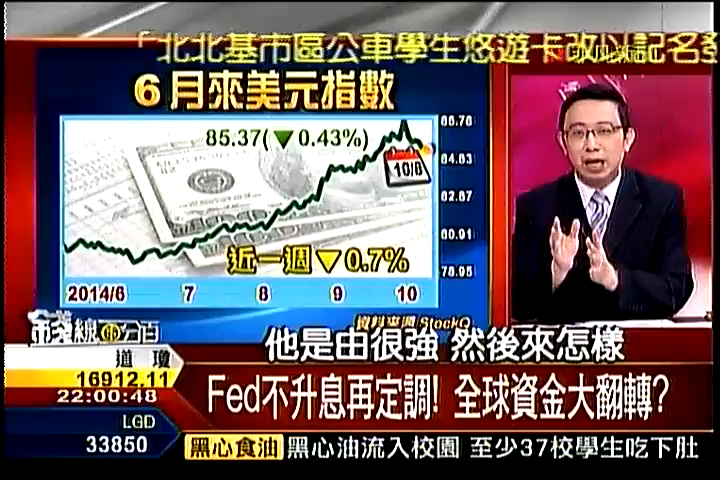 「北北基市區公車學生悠遊卡改以記名發
6月來美元指數
85.37(▼0.43%)
86.76
84.83
10/8
82.87
80.91
近一週▼0.7%
78.95
2014/6 7 8 9 10
資料來源:StockQ
他是由很強 然後來怎樣
道瓊
16912.11
22:00:48
Fed不升息再定調! 全球資金大翻轉?
LGD
33850
黑心食油 黑心油流入校園 至少37校學生吃下肚